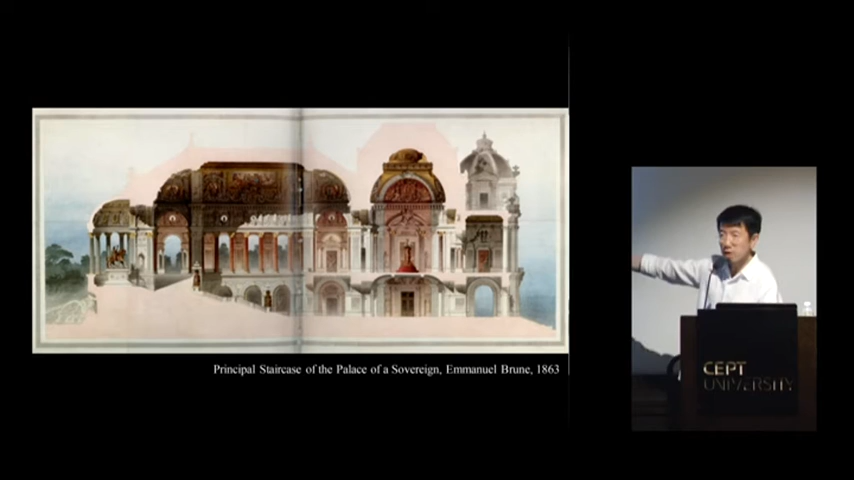 Principal Staircase of the Palace of a Sovereign, Emmanuel Brune, 1863
CEPT
UNIVERSITY